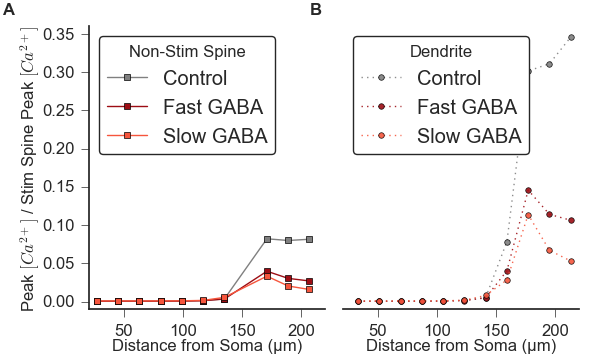 A
B
Peak [Ca²⁺] / Stim Spine Peak [Ca²⁺]
0.35
0.30
0.25
0.20
0.15
0.10
0.05
0.00
Non-Stim Spine
Control
Fast GABA
Slow GABA
Dendrite
Control
Fast GABA
Slow GABA
50 100 150 200
50 100 150 200
Distance from Soma (μm)
Distance from Soma (μm)